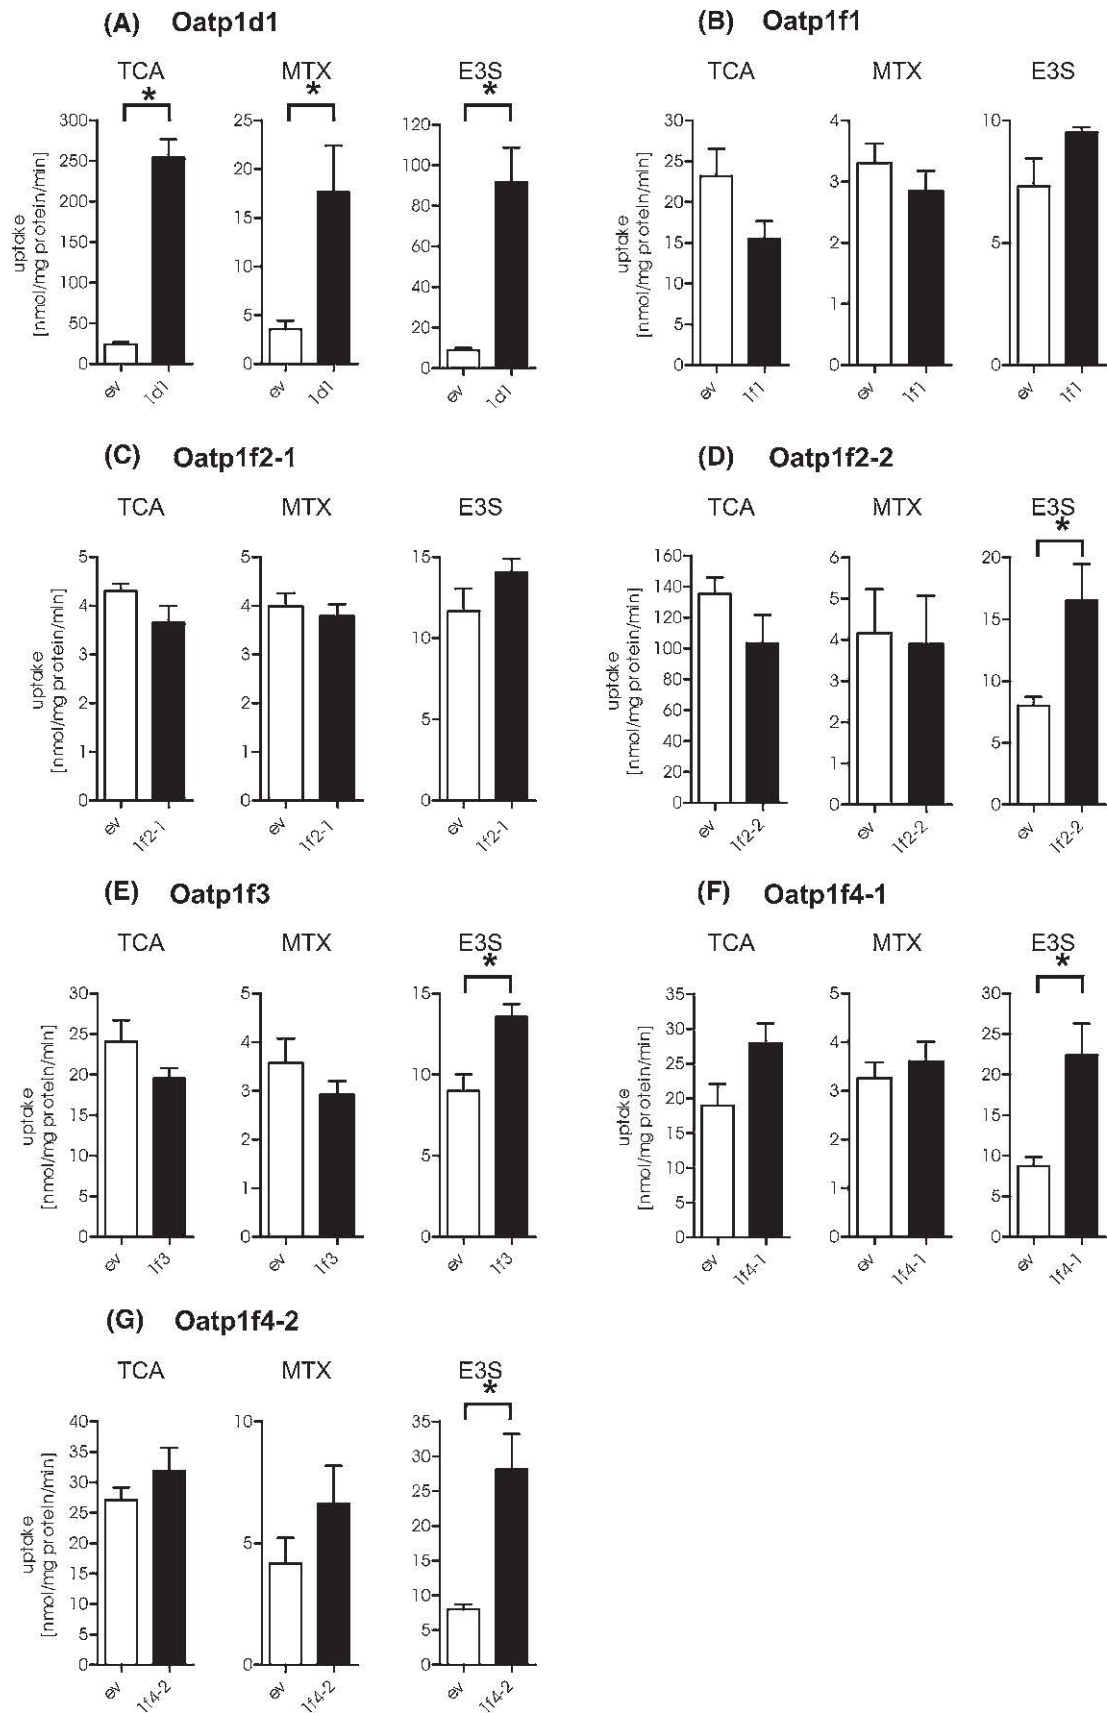 (A) Oatp1d1
TCA MTX E3S
* * *
uptake
[nmol/mg protein/min]
300
250
200
150
100
50
0
ev 1d1
25
20
15
10
5
0
ev 1d1
120
100
80
60
40
20
0
ev 1d1
(B) Oatp1f1
TCA MTX E3S
uptake
[nmol/mg protein/min]
30
25
20
15
10
5
0
ev 1f1
4
3
2
1
0
ev 1f1
10
5
0
ev 1f1
(C) Oatp1f2-1
TCA MTX E3S
uptake
[nmol/mg protein/min]
5
4
3
2
1
0
ev 1f2-1
5
4
3
2
1
0
ev 1f2-1
15
10
5
0
ev 1f2-1
(D) Oatp1f2-2
TCA MTX E3S
*
uptake
[nmol/mg protein/min]
160
140
120
100
80
60
40
20
0
ev 1f2-2
6
5
4
3
2
1
0
ev 1f2-2
20
15
10
5
0
ev 1f2-2
(E) Oatp1f3
TCA MTX E3S
*
uptake
[nmol/mg protein/min]
30
25
20
15
10
5
0
ev 1f3
5
4
3
2
1
0
ev 1f3
15
10
5
0
ev 1f3
(F) Oatp1f4-1
TCA MTX E3S
*
uptake
[nmol/mg protein/min]
35
30
25
20
15
10
5
0
ev 1f4-1
5
4
3
2
1
0
ev 1f4-1
30
25
20
15
10
5
0
ev 1f4-1
(G) Oatp1f4-2
TCA MTX E3S
*
uptake
[nmol/mg protein/min]
40
35
30
25
20
15
10
5
0
ev 1f4-2
10
5
0
ev 1f4-2
35
30
25
20
15
10
5
0
ev 1f4-2